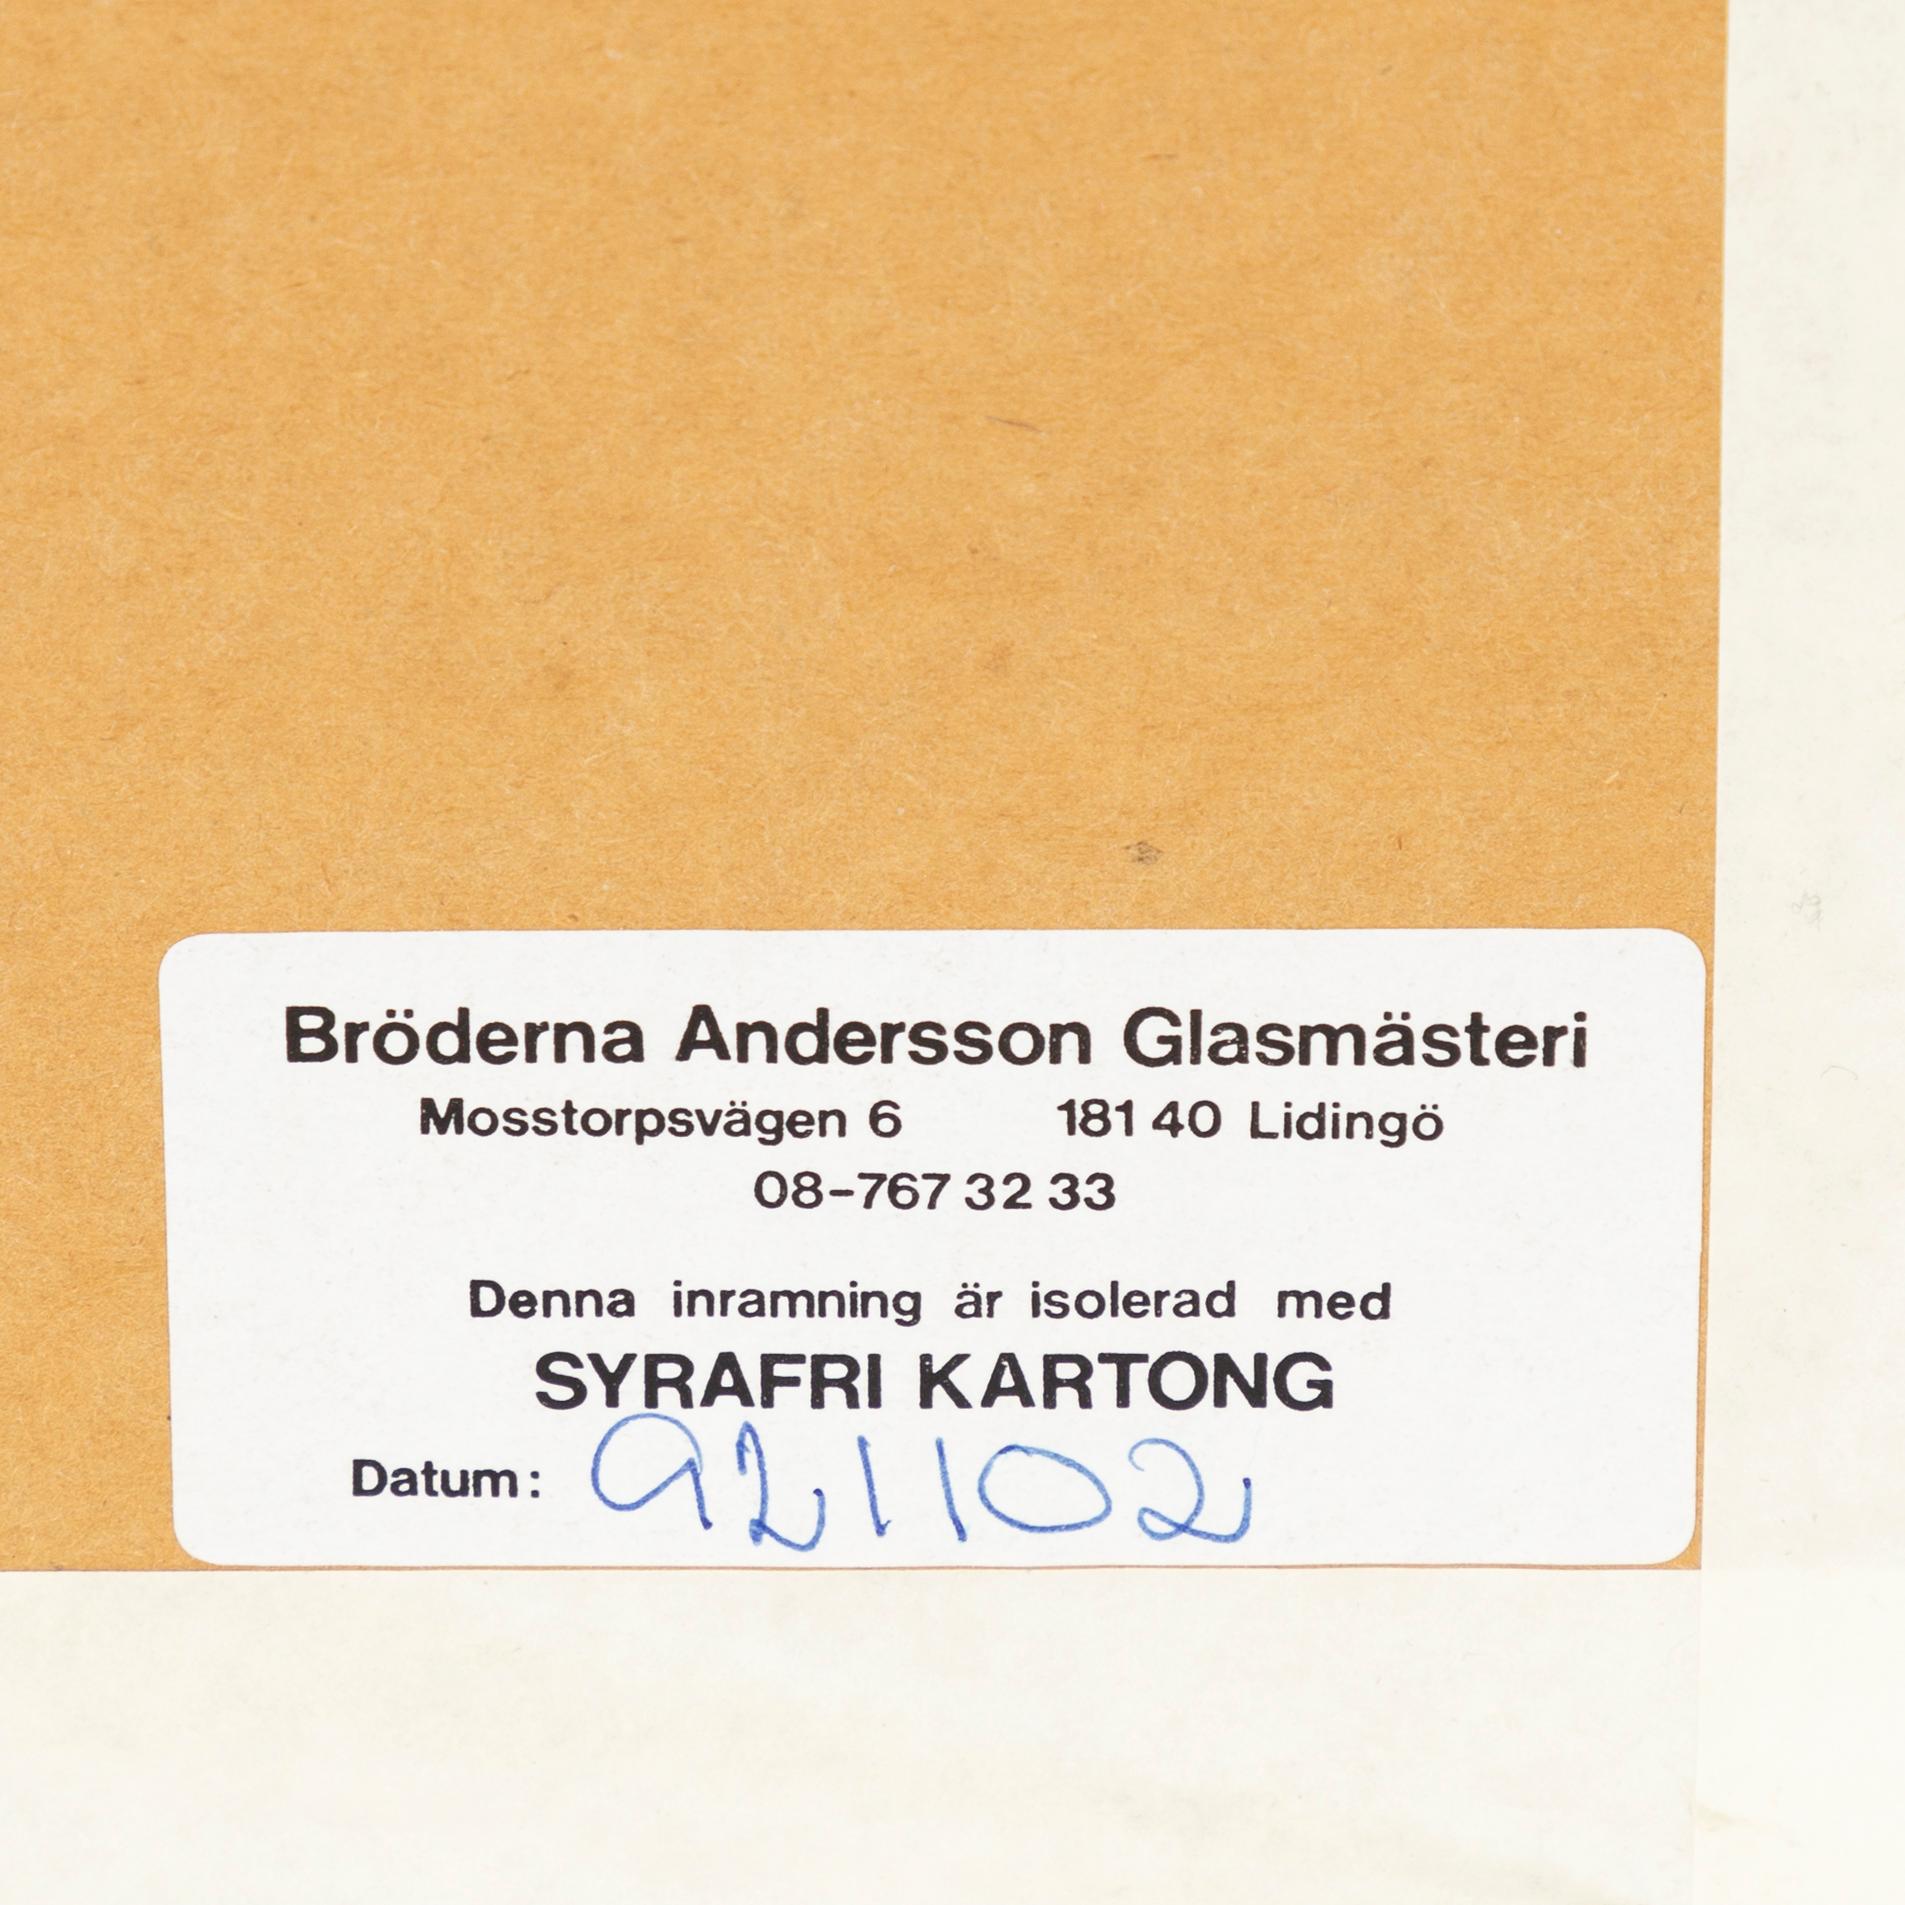 Bröderna Andersson Glasmästeri
Mosstorpsvägen 6 181 40 Lidingö
08-767 32 33
Denna inramning är isolerad med
SYRAFRI KARTONG
Datum: 921102